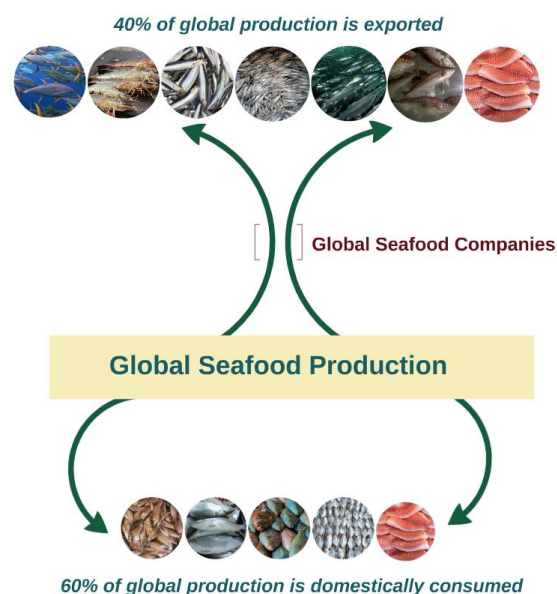 40% of global production is exported
Global Seafood Companies
Global Seafood Production
60% of global production is domestically consumed